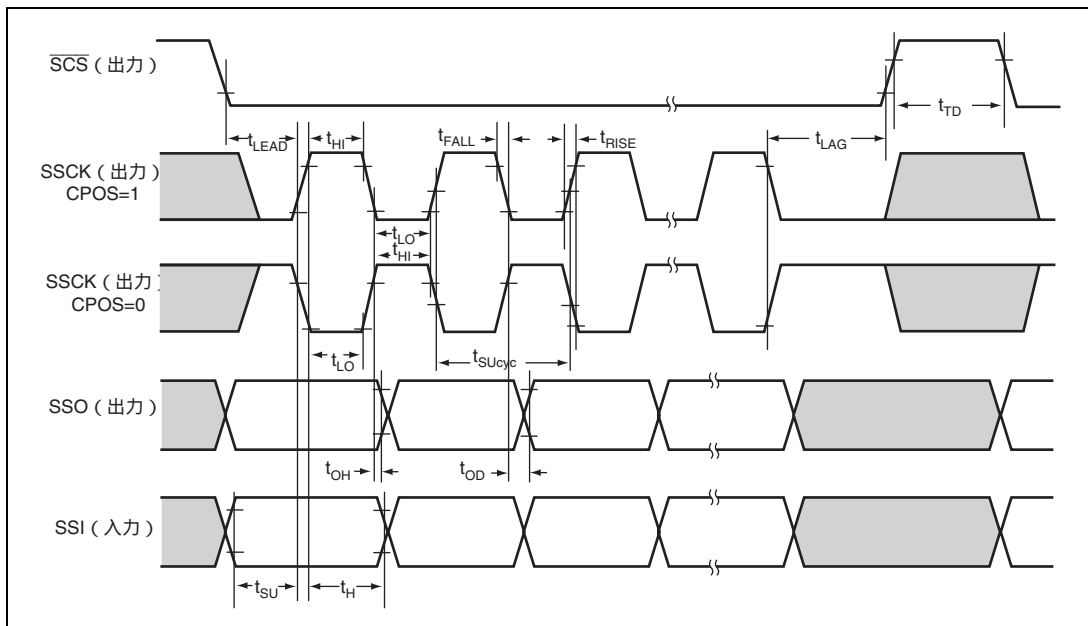 SCS（出力）
tTD
tLEAD
tHI
tFALL
tRISE
tLAG
SSCK（出力）
CPOS=1
tLO
tHI
SSCK（出力）
CPOS=0
tLO
tSUcyc
SSO（出力）
tOH
tOD
SSI（入力）
tSU
tH